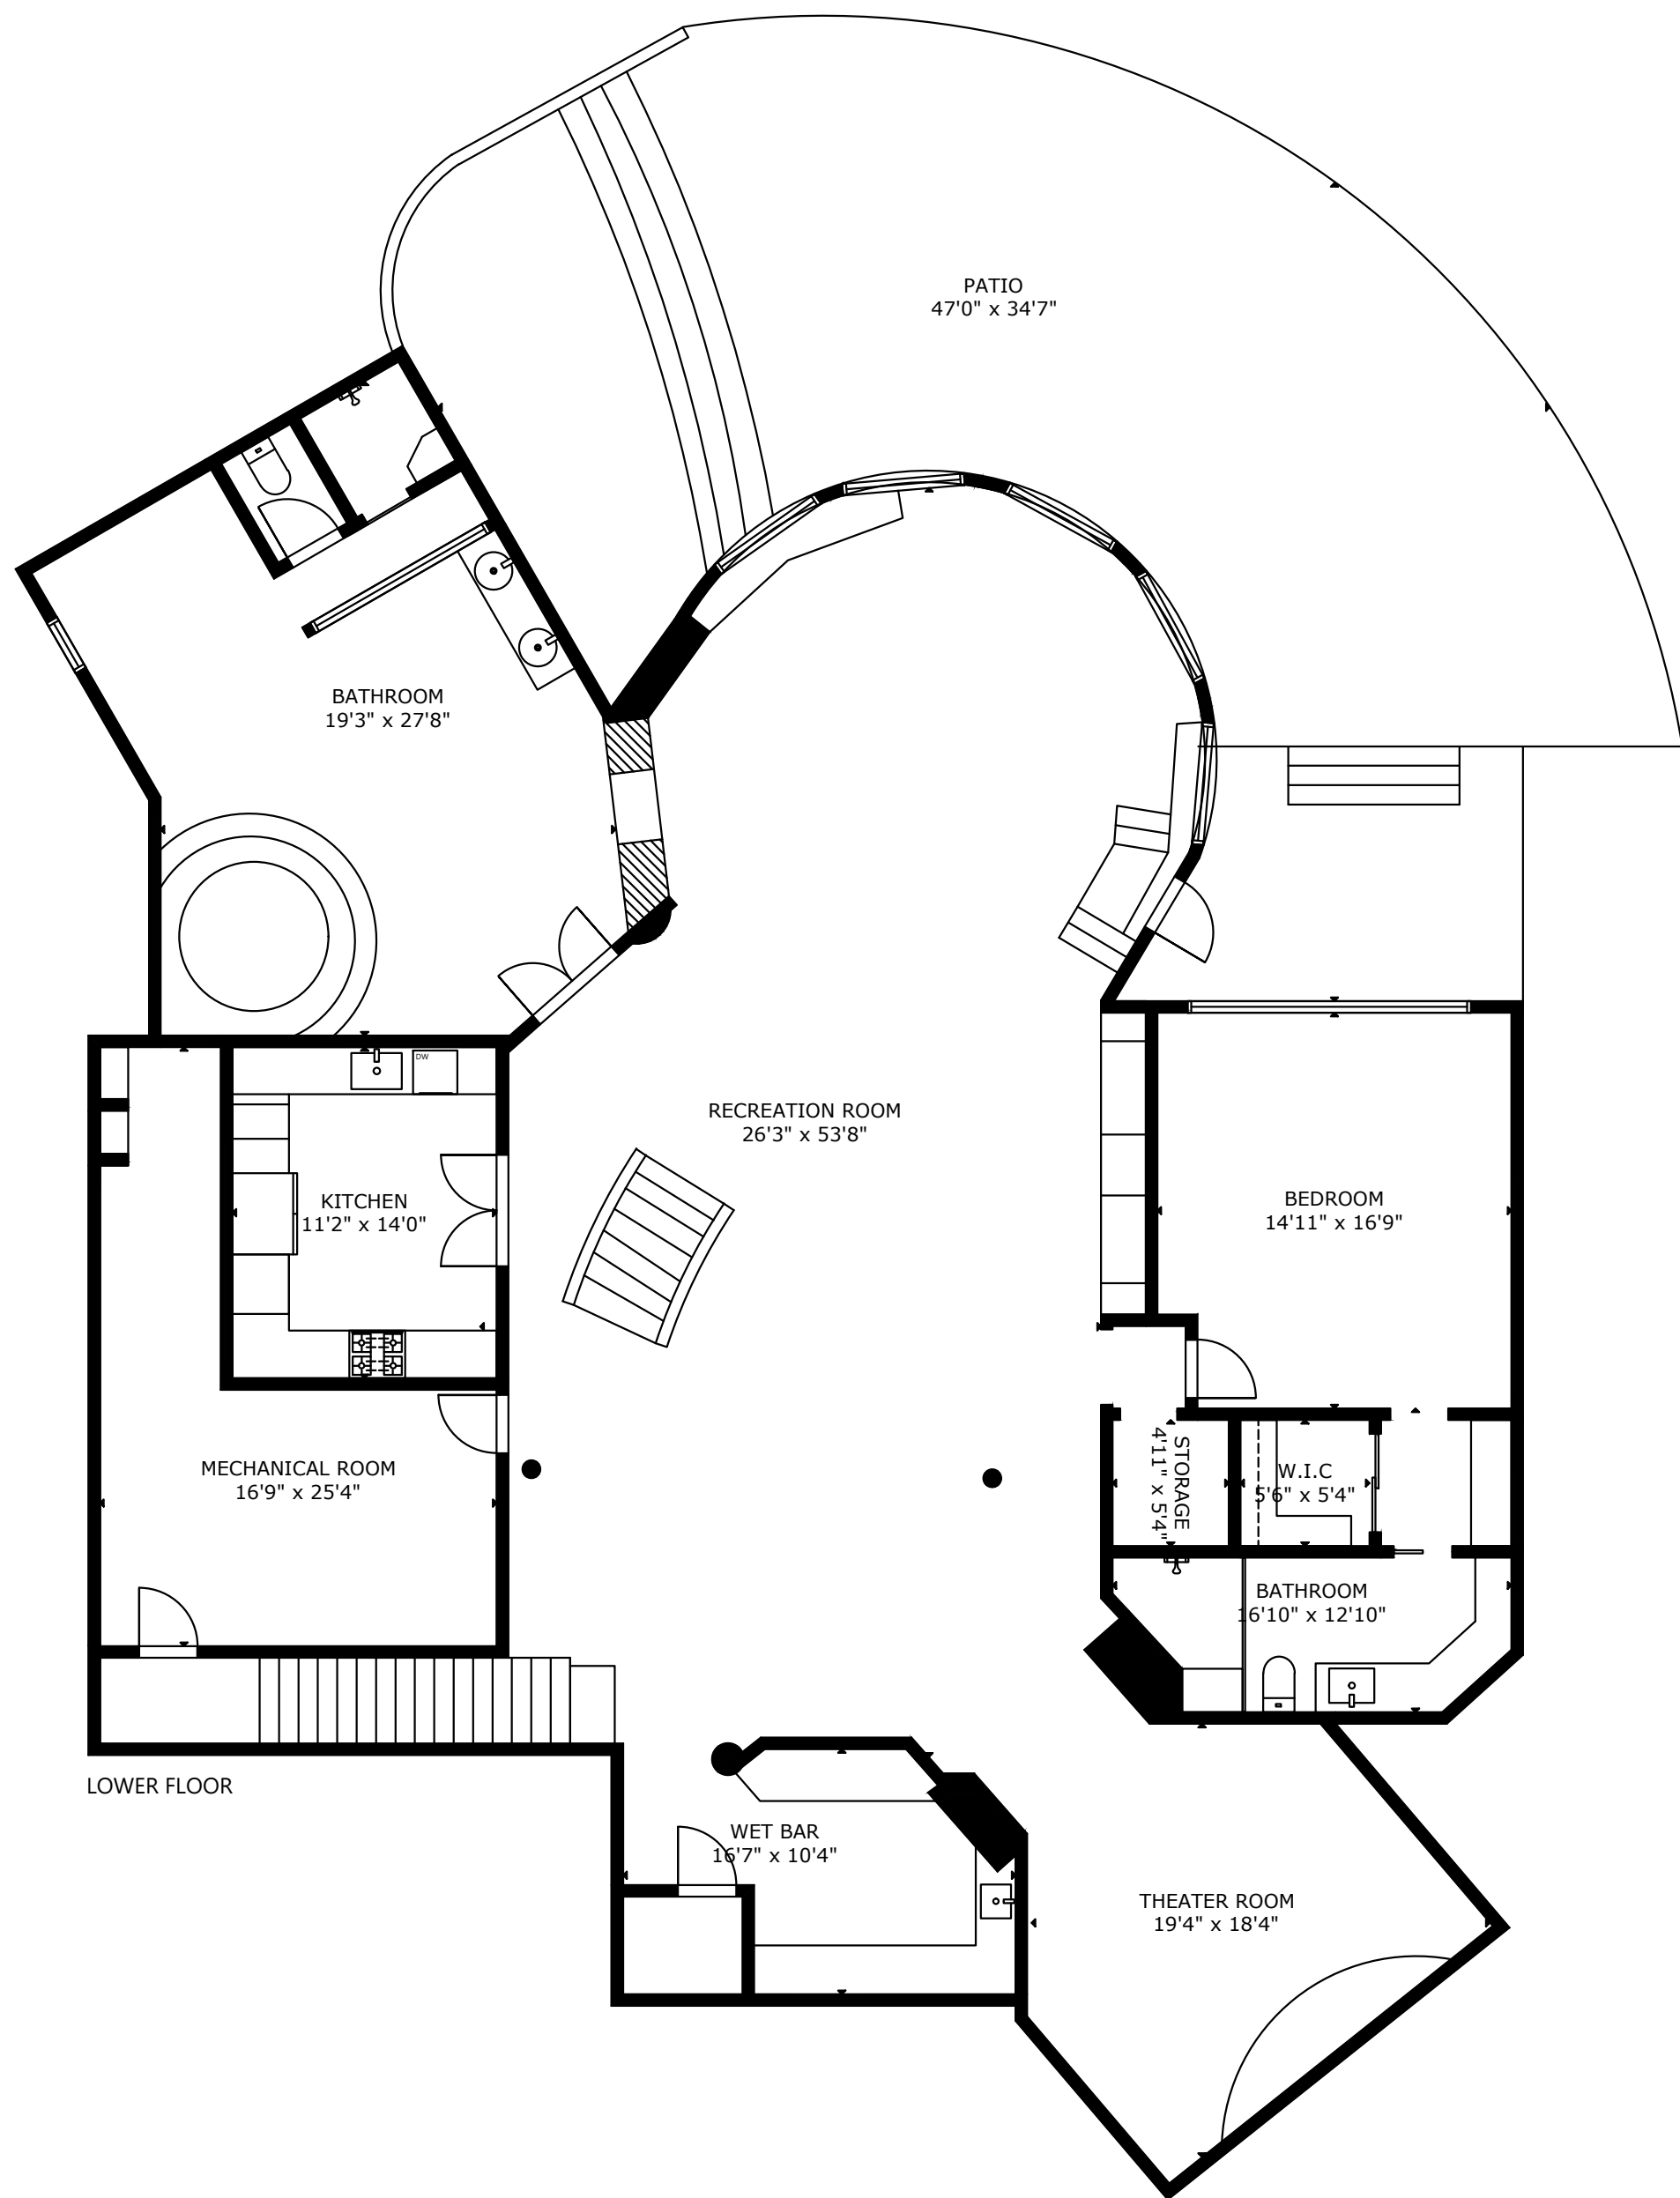 PATIO
47'0" x 34'7"
BATHROOM
19'3" x 27'8"
DW
RECREATION ROOM
26'3" x 53'8"
KITCHEN
11'2" x 14'0"
BEDROOM
14'11" x 16'9"
MECHANICAL ROOM
16'9" x 25'4"
STORAGE
4'11" x 5'4"
W.I.C
5'6" x 5'4"
BATHROOM
16'10" x 12'10"
LOWER FLOOR
WET BAR
16'7" x 10'4"
THEATER ROOM
19'4" x 18'4"